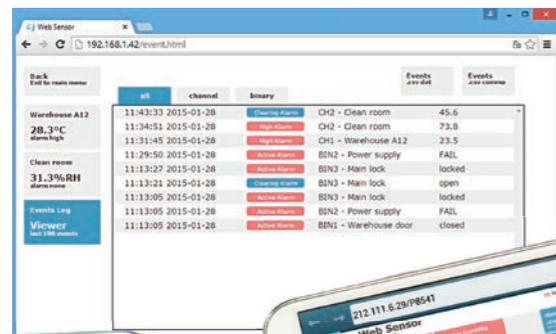 Web Sensor
192.168.1.42/event.html
Back
Exit to main menu
Events
.csv dot
Events
.csv comma
all
channel
binary
Warehouse A12
28.3°C
alarm high
Clean room
31.3%RH
alarm none
Events Log
Viewer
last 100 events
11:43:33 2015-01-28 Clearing Alarm CH2 - Clean room 45.6
11:34:51 2015-01-28 High Alarm CH2 - Clean room 73.8
11:31:45 2015-01-28 High Alarm CH1 - Warehouse A12 23.5
11:29:50 2015-01-28 Active Alarm BIN2 - Power supply FAIL
11:13:27 2015-01-28 Active Alarm BIN3 - Main lock locked
11:13:21 2015-01-28 Clearing Alarm BIN3 - Main lock open
11:13:05 2015-01-28 Active Alarm BIN3 - Main lock locked
11:13:05 2015-01-28 Active Alarm BIN2 - Power supply FAIL
11:13:05 2015-01-28 Active Alarm BIN1 - Warehouse door closed
212.111.6.29/P8541
Web Sensor